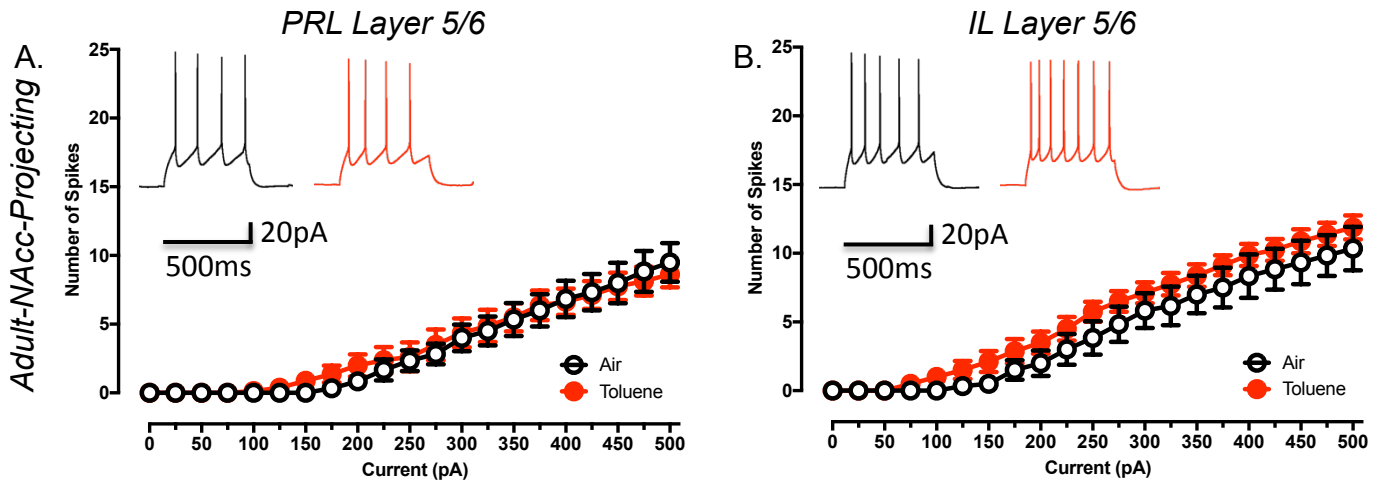 PRL Layer 5/6
IL Layer 5/6
Adult-NAcc-Projecting
A.
Number of Spikes
25
20
15
10
5
0
20pA
500ms
Air
Toluene
0 50 100 150 200 250 300 350 400 450 500
Current (pA)
B.
Number of Spikes
25
20
15
10
5
0
20pA
500ms
Air
Toluene
0 50 100 150 200 250 300 350 400 450 500
Current (pA)